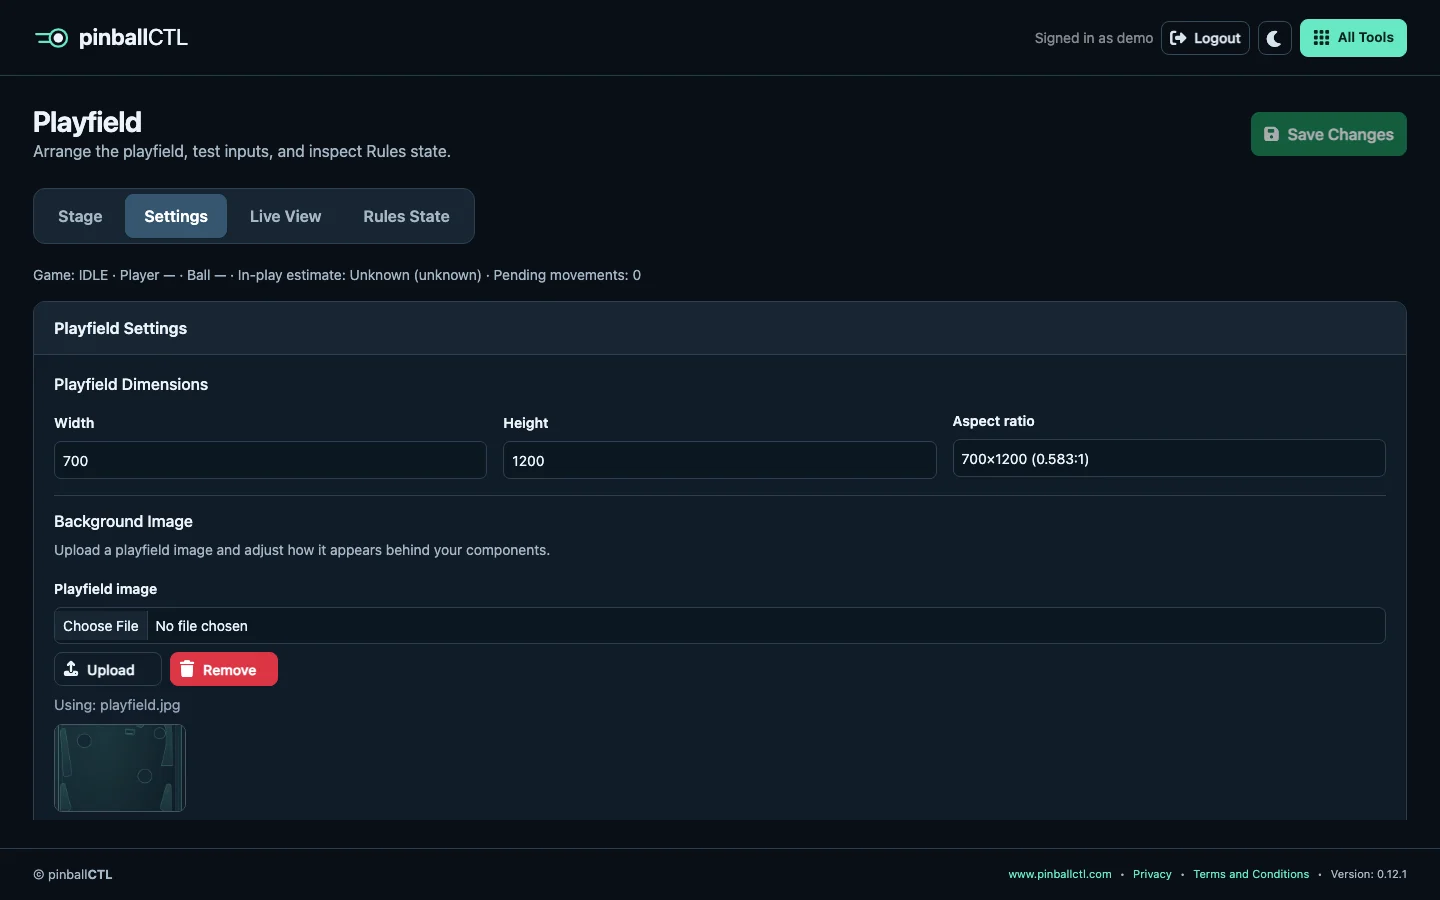 pinballCTL
Signed in as demo
Logout
All Tools
Playfield
Arrange the playfield, test inputs, and inspect Rules state.
Save Changes
Stage
Settings
Live View
Rules State
Game: IDLE · Player — · Ball — · In-play estimate: Unknown (unknown) · Pending movements: 0
Playfield Settings
Playfield Dimensions
Width
Height
Aspect ratio
700
1200
700×1200 (0.583:1)
Background Image
Upload a playfield image and adjust how it appears behind your components.
Playfield image
Choose File
No file chosen
Upload
Remove
Using: playfield.jpg
© pinballCTL
www.pinballctl.com • Privacy • Terms and Conditions • Version: 0.12.1